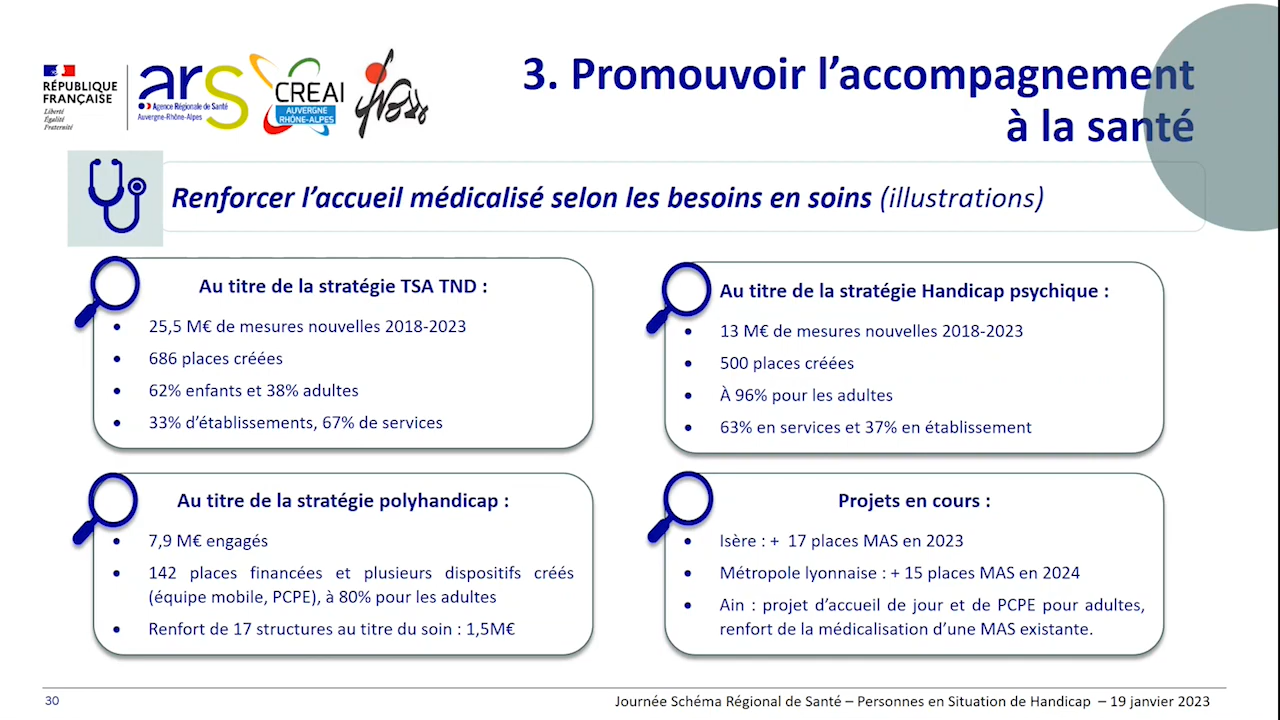 RÉPUBLIQUE
FRANÇAISE
Liberté
Égalité
Fraternité
ars
Agence Régionale de Santé
Auvergne-Rhône-Alpes
CREAI
AUVERGNE
RHÔNE-ALPES
3. Promouvoir l’accompagnement
à la santé
Renforcer l’accueil médicalisé selon les besoins en soins (illustrations)
Au titre de la stratégie TSA TND :
• 25,5 M€ de mesures nouvelles 2018-2023
• 686 places créées
• 62% enfants et 38% adultes
• 33% d’établissements, 67% de services
Au titre de la stratégie Handicap psychique :
• 13 M€ de mesures nouvelles 2018-2023
• 500 places créées
• À 96% pour les adultes
• 63% en services et 37% en établissement
Au titre de la stratégie polyhandicap :
• 7,9 M€ engagés
• 142 places financées et plusieurs dispositifs créés
(équipe mobile, PCPE), à 80% pour les adultes
• Renfort de 17 structures au titre du soin : 1,5M€
Projets en cours :
• Isère : + 17 places MAS en 2023
• Métropole lyonnaise : + 15 places MAS en 2024
• Ain : projet d’accueil de jour et de PCPE pour adultes,
renfort de la médicalisation d’une MAS existante.
30
Journée Schéma Régional de Santé – Personnes en Situation de Handicap – 19 janvier 2023